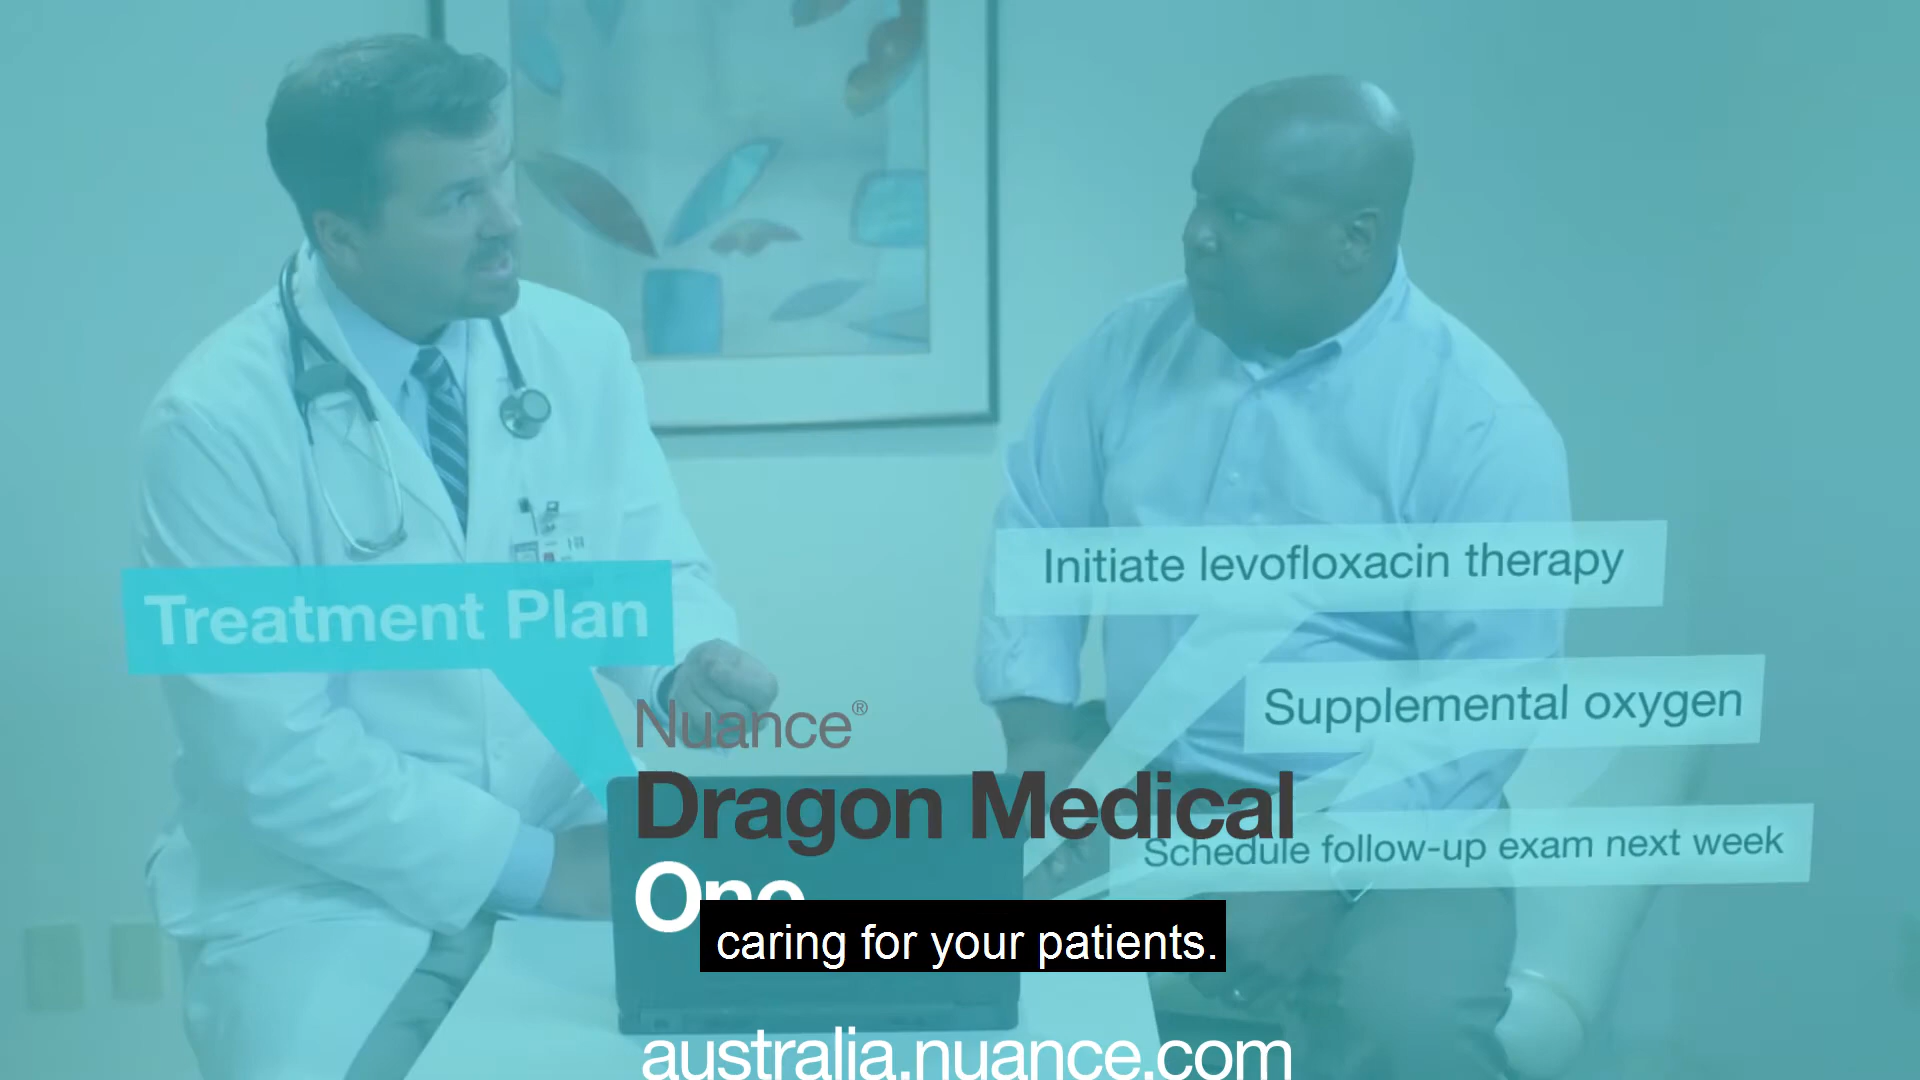 Treatment Plan
Initiate levofloxacin therapy
Supplemental oxygen
Schedule follow-up exam next week
Nuance®
Dragon Medical
One
caring for your patients.
australia.nuance.com